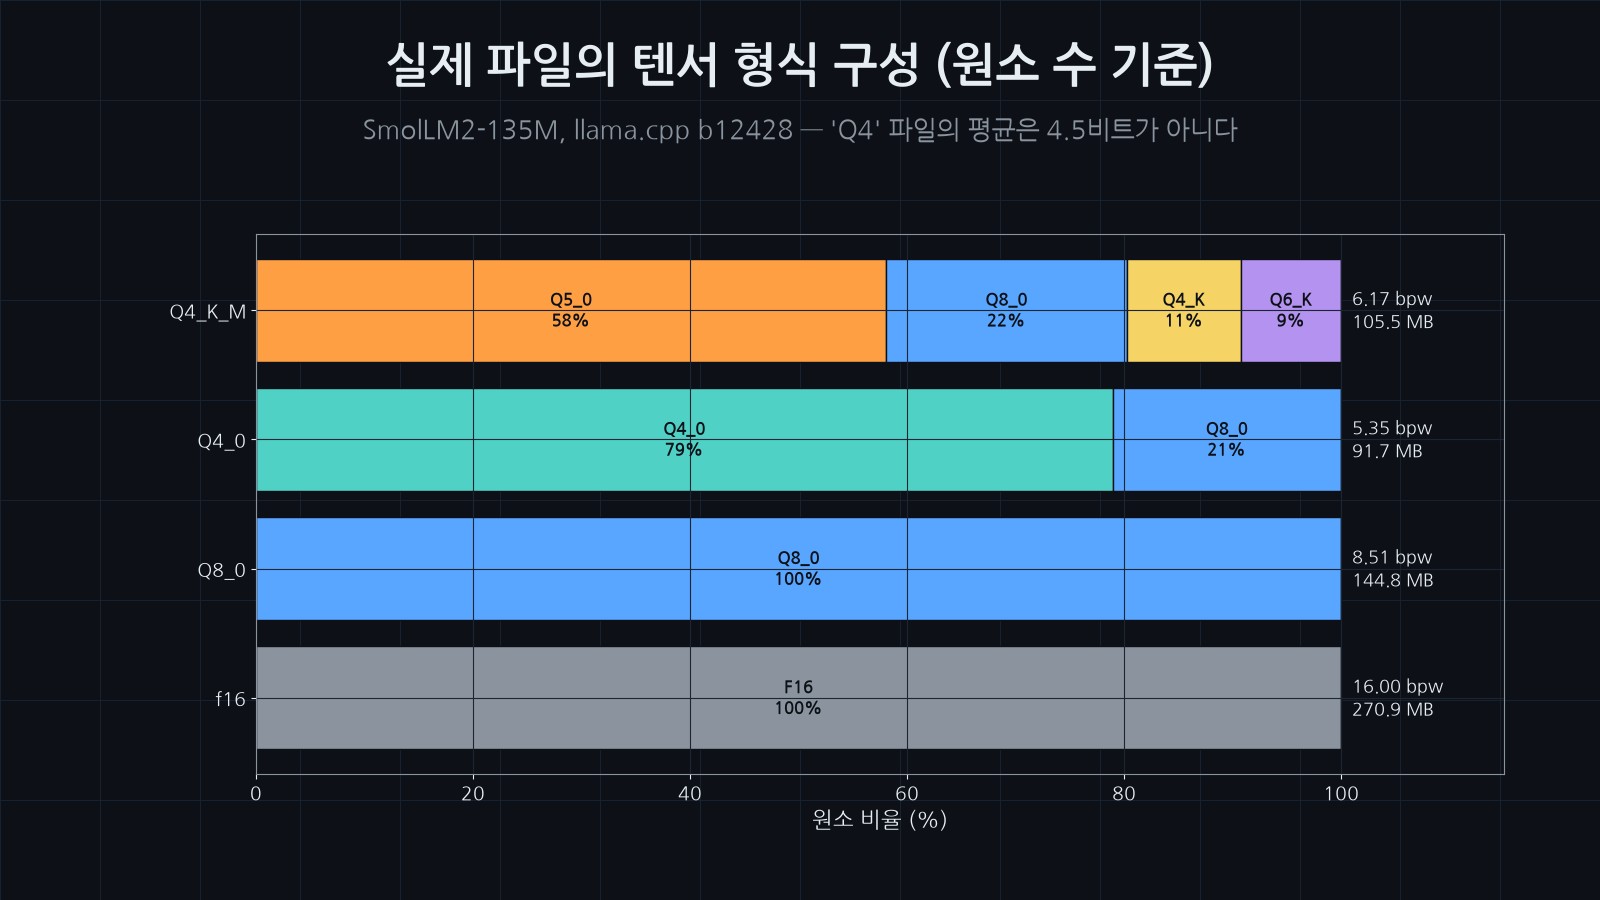 실제 파일의 텐서 형식 구성 (원소 수 기준)
SmolLM2-135M, llama.cpp b12428 — 'Q4' 파일의 평균은 4.5비트가 아니다
Q4_K_M
Q5_0
58%
Q8_0
22%
Q4_K
11%
Q6_K
9%
6.17 bpw
105.5 MB
Q4_0
Q4_0
79%
Q8_0
21%
5.35 bpw
91.7 MB
Q8_0
Q8_0
100%
8.51 bpw
144.8 MB
f16
F16
100%
16.00 bpw
270.9 MB
0 20 40 60 80 100
원소 비율 (%)